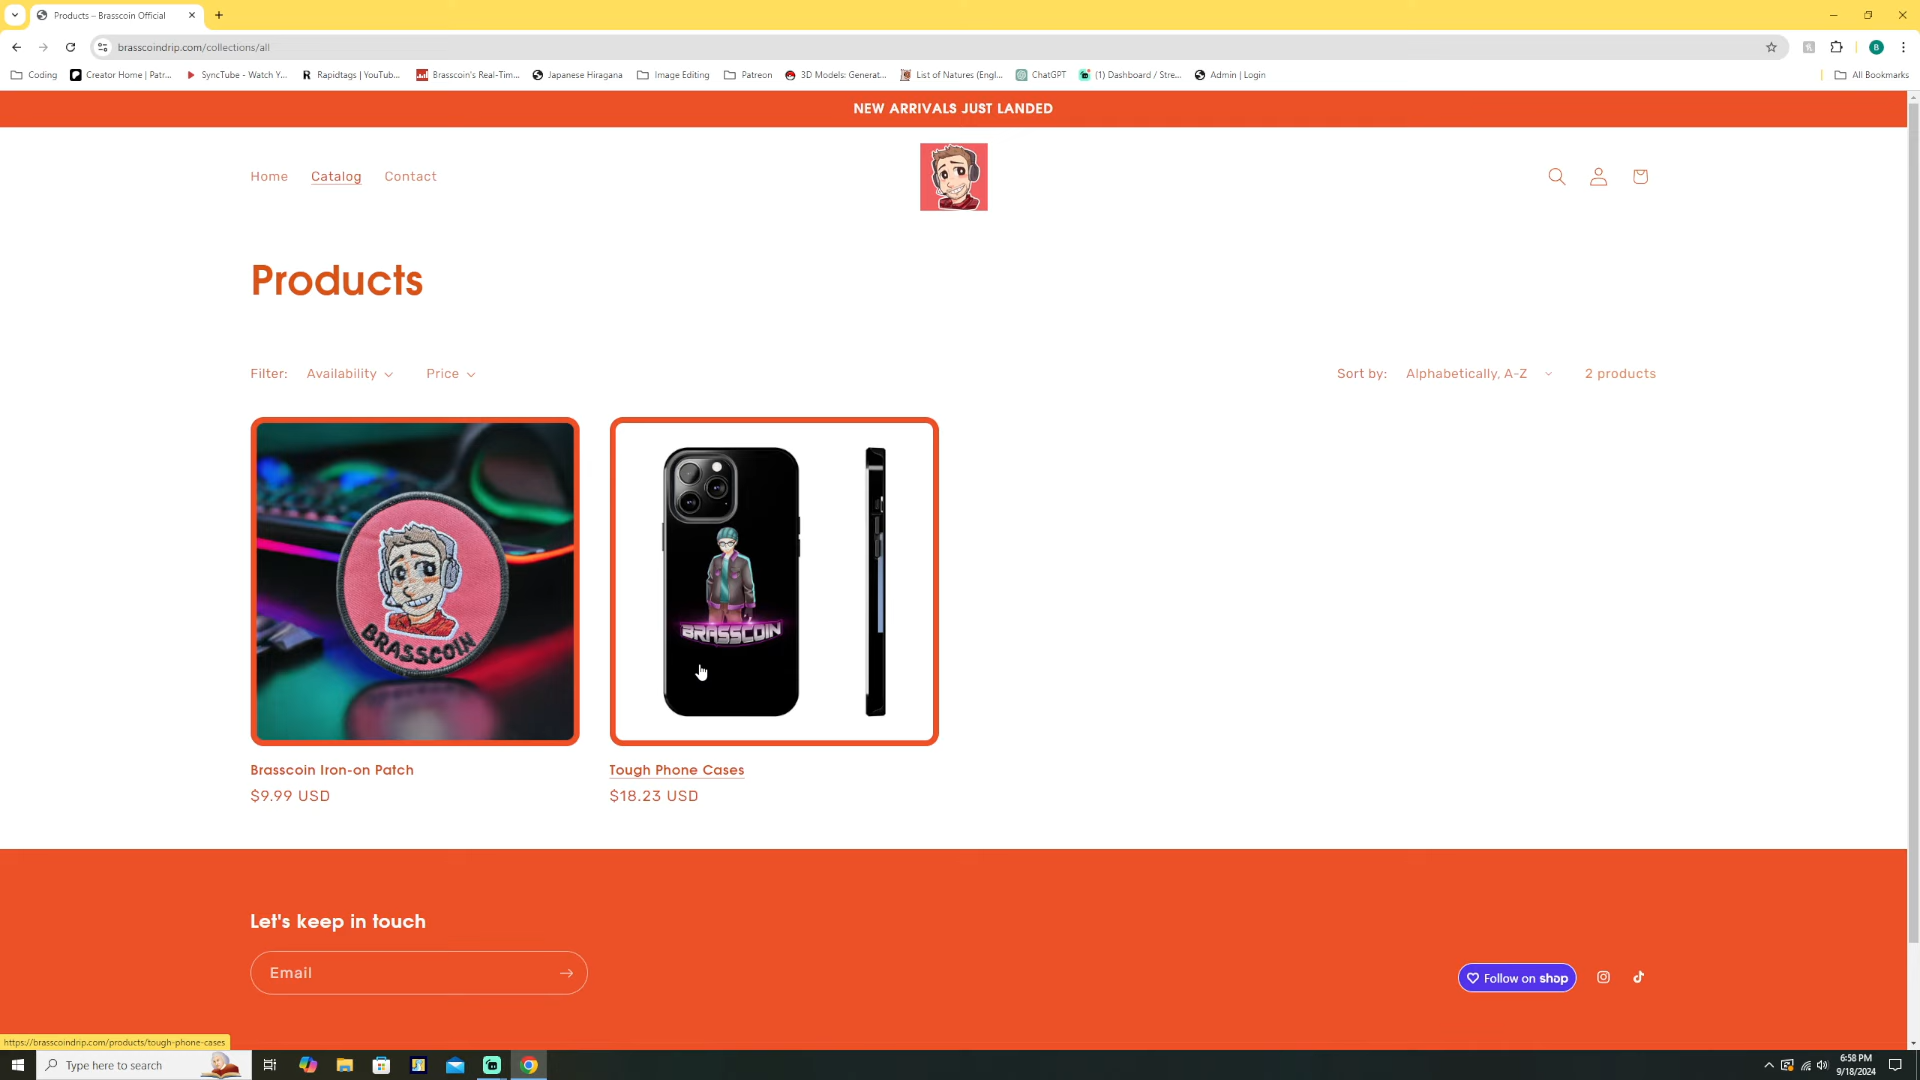 Products – Brasscoin Official
brasscoindrip.com/collections/all
Coding
Creator Home | Patr...
SyncTube - Watch Y...
Rapidtags | YouTub...
Brasscoin's Real-Tim...
Japanese Hiragana
Image Editing
Patreon
3D Models: Generat...
List of Natures (Engl...
ChatGPT
(1) Dashboard / Stre...
Admin | Login
All Bookmarks
B
NEW ARRIVALS JUST LANDED
Home
Catalog
Contact
Products
Filter:
Availability
Price
Sort by:
Alphabetically, A-Z
2 products
BRASSCOIN
BRASSCOIN
Brasscoin Iron-on Patch
$9.99 USD
Tough Phone Cases
$18.23 USD
Let's keep in touch
Email
Follow on shop
https://brasscoindrip.com/products/tough-phone-cases
Type here to search
6:58 PM
9/18/2024